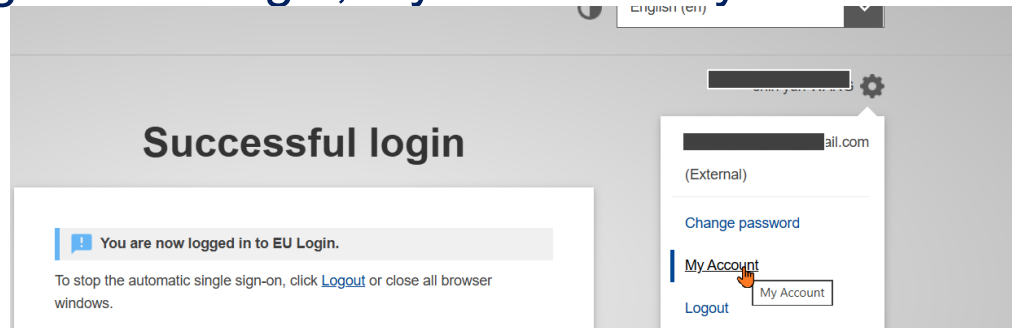 English (en)
Successful login
ail.com
(External)
Change password
You are now logged in to EU Login.
My Account
To stop the automatic single sign-on, click Logout or close all browser
windows.
My Account
Logout